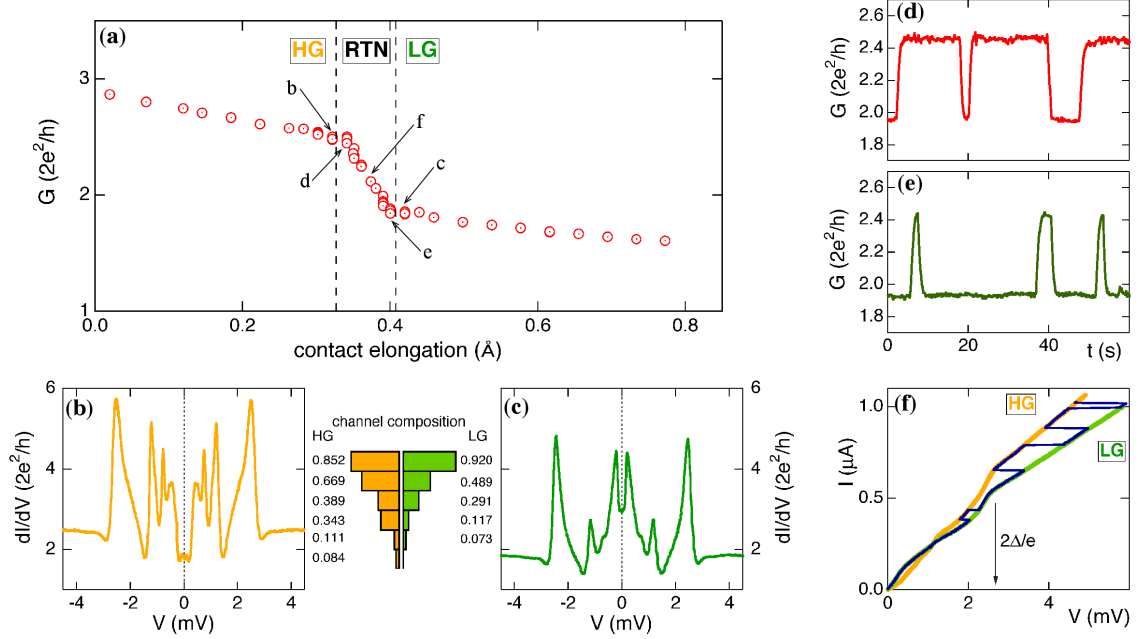 (a)
HG RTN LG
G (2e²/h)
3
2
1
b
d
f
c
e
0.0 0.2 0.4 0.6 0.8
contact elongation (Å)
(d)
G (2e²/h)
2.6
2.4
2.2
2.0
1.8
(e)
G (2e²/h)
2.6
2.4
2.2
2.0
1.8
0 20 40 t (s)
(b)
dI/dV (2e²/h)
6
4
2
-4 -2 0 2 4
V (mV)
channel composition
HG LG
0.852 0.920
0.669 0.489
0.389 0.291
0.343 0.117
0.111 0.073
0.084
(c)
dI/dV (2e²/h)
6
4
2
-4 -2 0 2 4
V (mV)
(f)
HG
LG
I (μA)
1.0
0.5
0.0
2Δ/e
0 2 4 V (mV)